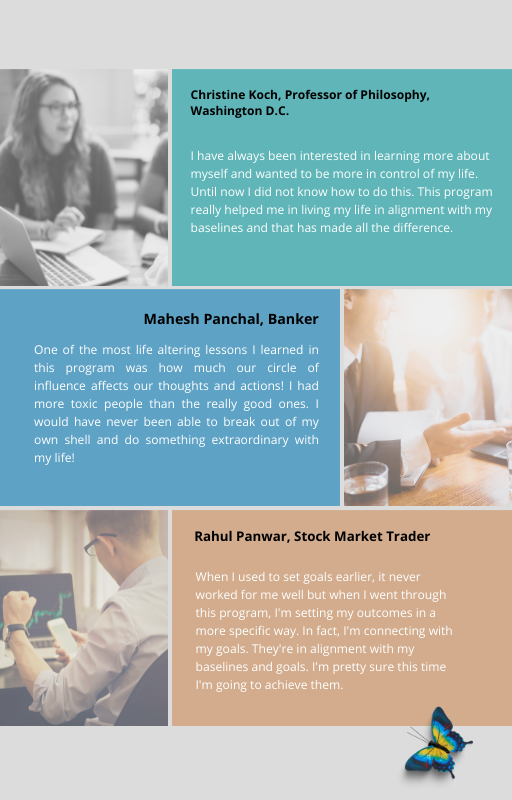 Christine Koch, Professor of Philosophy,
Washington D.C.
I have always been interested in learning more about
myself and wanted to be more in control of my life.
Until now I did not know how to do this. This program
really helped me in living my life in alignment with my
baselines and that has made all the difference.
Mahesh Panchal, Banker
One of the most life altering lessons I learned in
this program was how much our circle of
influence affects our thoughts and actions! I had
more toxic people than the really good ones. I
would have never been able to break out of my
own shell and do something extraordinary with
my life!
Rahul Panwar, Stock Market Trader
When I used to set goals earlier, it never
worked for me well but when I went through
this program, I'm setting my outcomes in a
more specific way. In fact, I'm connecting with
my goals. They're in alignment with my
baselines and goals. I'm pretty sure this time
I'm going to achieve them.